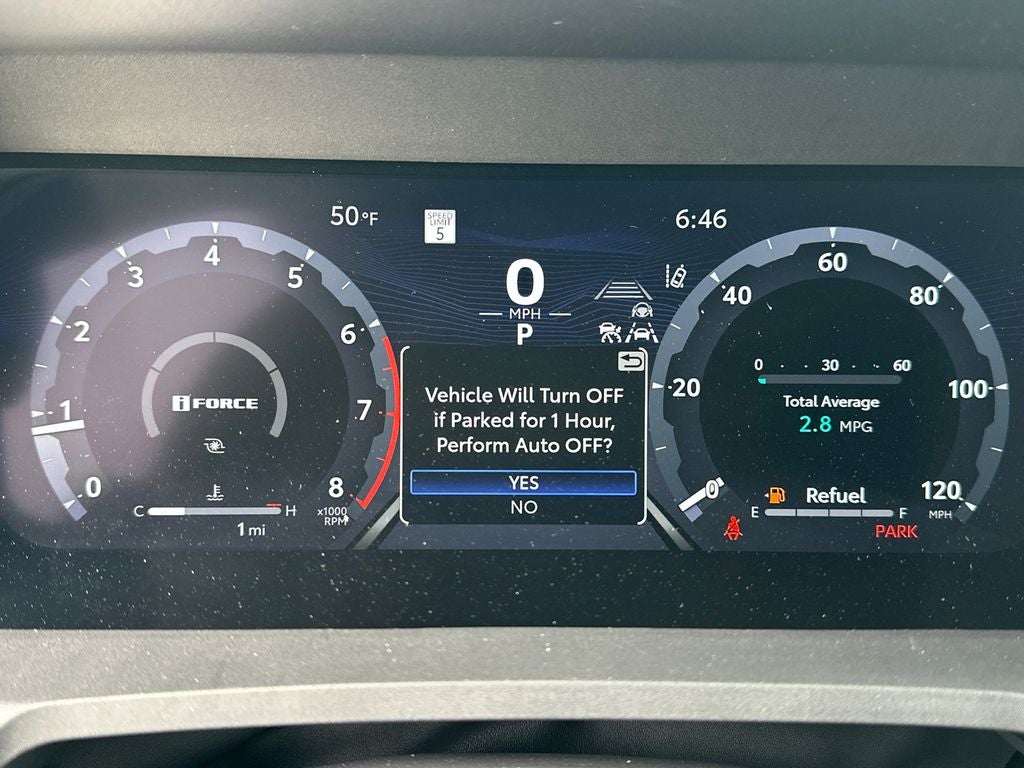 50°F
SPEED
LIMIT
5
6:46
0
MPH
P
0
1
2
3
4
5
6
7
8
x1000
RPM
i FORCE
C
H
1 mi
Vehicle Will Turn OFF
if Parked for 1 Hour,
Perform Auto OFF?
YES
NO
0
20
40
60
80
100
120
MPH
0 30 60
Total Average
2.8 MPG
Refuel
E
F
PARK